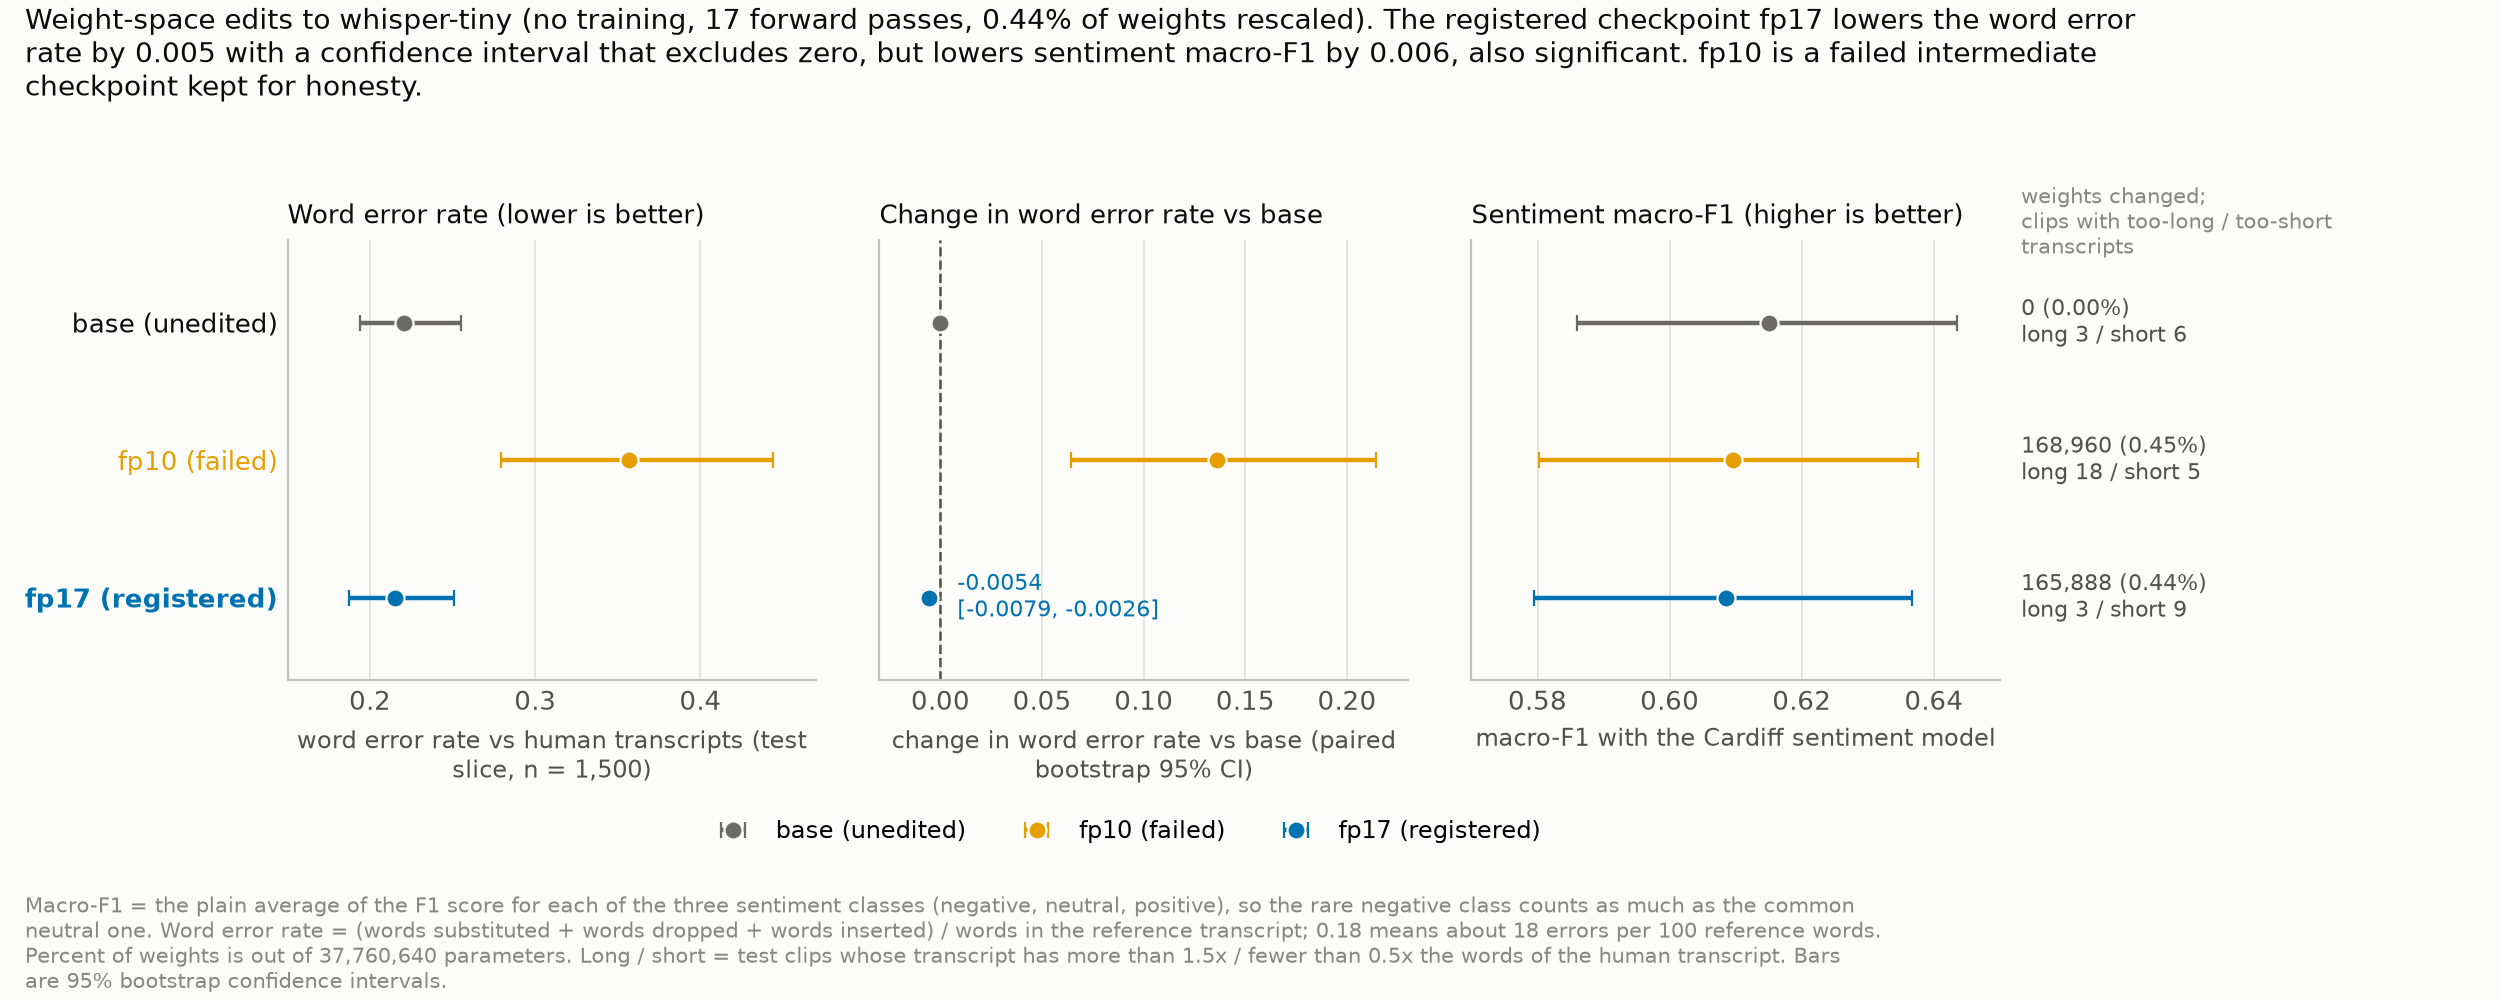 Weight-space edits to whisper-tiny (no training, 17 forward passes, 0.44% of weights rescaled). The registered checkpoint fp17 lowers the word error
rate by 0.005 with a confidence interval that excludes zero, but lowers sentiment macro-F1 by 0.006, also significant. fp10 is a failed intermediate
checkpoint kept for honesty.
Word error rate (lower is better)
Change in word error rate vs base
Sentiment macro-F1 (higher is better)
weights changed;
clips with too-long / too-short
transcripts
base (unedited)
0 (0.00%)
long 3 / short 6
fp10 (failed)
168,960 (0.45%)
long 18 / short 5
fp17 (registered)
-0.0054
[-0.0079, -0.0026]
165,888 (0.44%)
long 3 / short 9
0.2 0.3 0.4
0.00 0.05 0.10 0.15 0.20
0.58 0.60 0.62 0.64
word error rate vs human transcripts (test
slice, n = 1,500)
change in word error rate vs base (paired
bootstrap 95% CI)
macro-F1 with the Cardiff sentiment model
base (unedited) fp10 (failed) fp17 (registered)
Macro-F1 = the plain average of the F1 score for each of the three sentiment classes (negative, neutral, positive), so the rare negative class counts as much as the common
neutral one. Word error rate = (words substituted + words dropped + words inserted) / words in the reference transcript; 0.18 means about 18 errors per 100 reference words.
Percent of weights is out of 37,760,640 parameters. Long / short = test clips whose transcript has more than 1.5x / fewer than 0.5x the words of the human transcript. Bars
are 95% bootstrap confidence intervals.